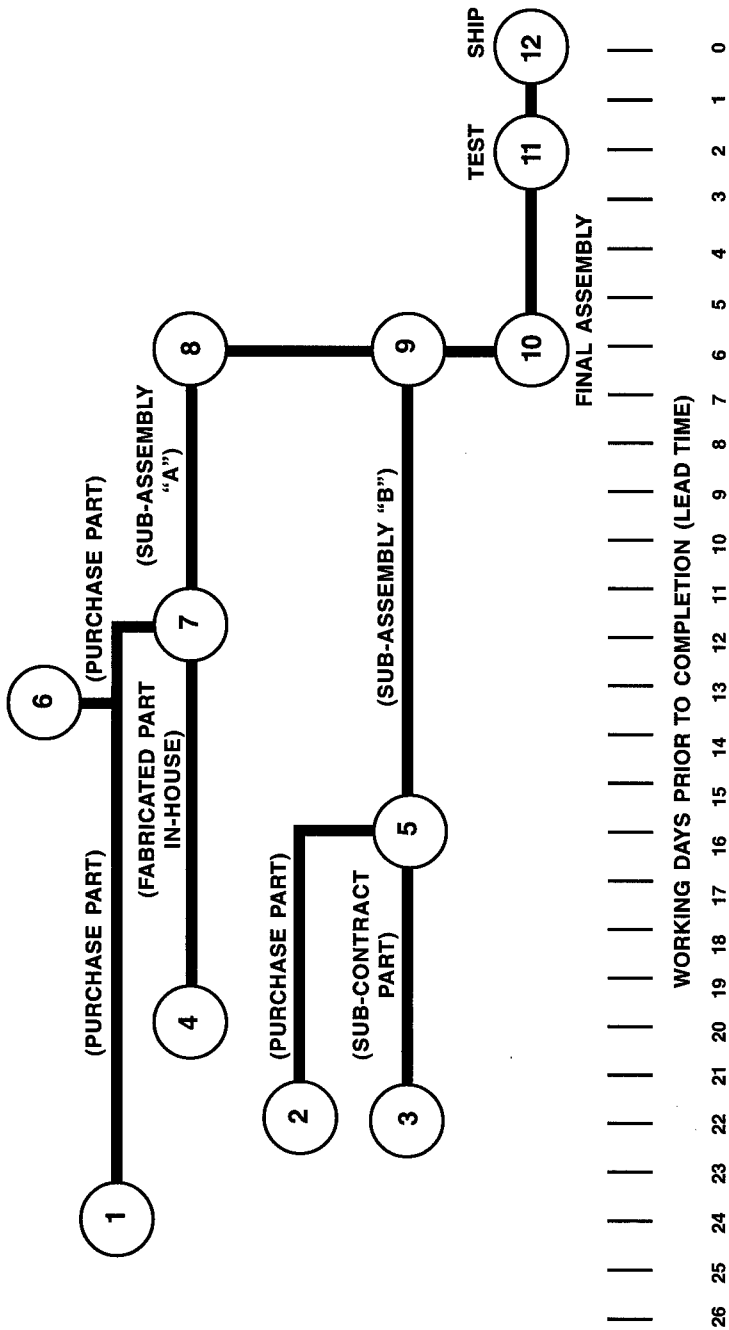 6
(PURCHASE PART)
(PURCHASE PART)
1
(SUB-ASSEMBLY
“A”)
(FABRICATED PART
IN-HOUSE)
4
7
8
(PURCHASE PART)
2
(SUB-CONTRACT
PART)
(SUB-ASSEMBLY “B”)
3
5
9
TEST
SHIP
10
11
12
FINAL ASSEMBLY
WORKING DAYS PRIOR TO COMPLETION (LEAD TIME)
26 25 24 23 22 21 20 19 18 17 16 15 14 13 12 11 10 9 8 7 6 5 4 3 2 1 0